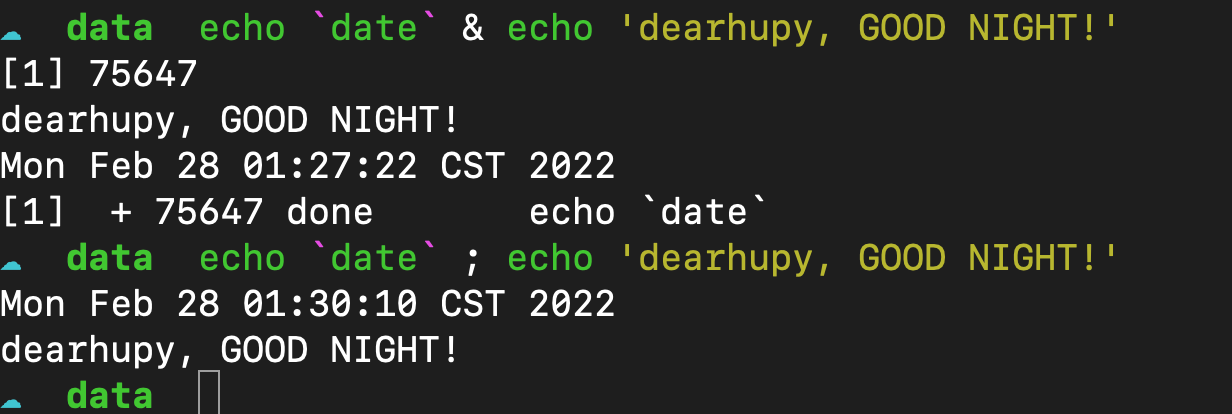 ☁ data echo `date` & echo 'dearhupy, GOOD NIGHT!'
[1] 75647
dearhupy, GOOD NIGHT!
Mon Feb 28 01:27:22 CST 2022
[1]  + 75647 done       echo `date`
☁ data echo `date` ; echo 'dearhupy, GOOD NIGHT!'
Mon Feb 28 01:30:10 CST 2022
dearhupy, GOOD NIGHT!
☁ data